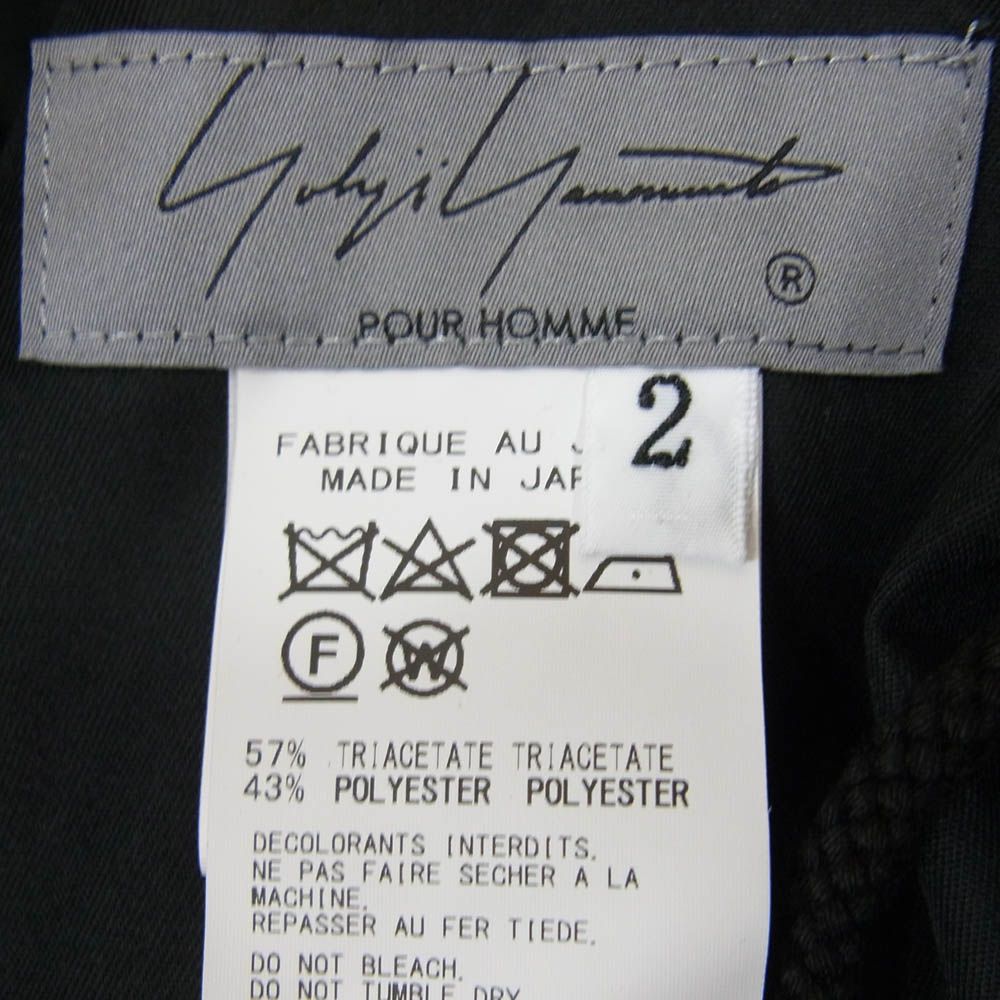 Yohji Yamamoto
®
POUR HOMME
2
FABRIQUE AU J
MADE IN JAP
F
W
57% TRIACETATE TRIACETATE
43% POLYESTER POLYESTER
DECOLORANTS INTERDITS.
NE PAS FAIRE SECHER A LA
MACHINE.
REPASSER AU FER TIEDE.
DO NOT BLEACH.
DO NOT TUMBLE DRY